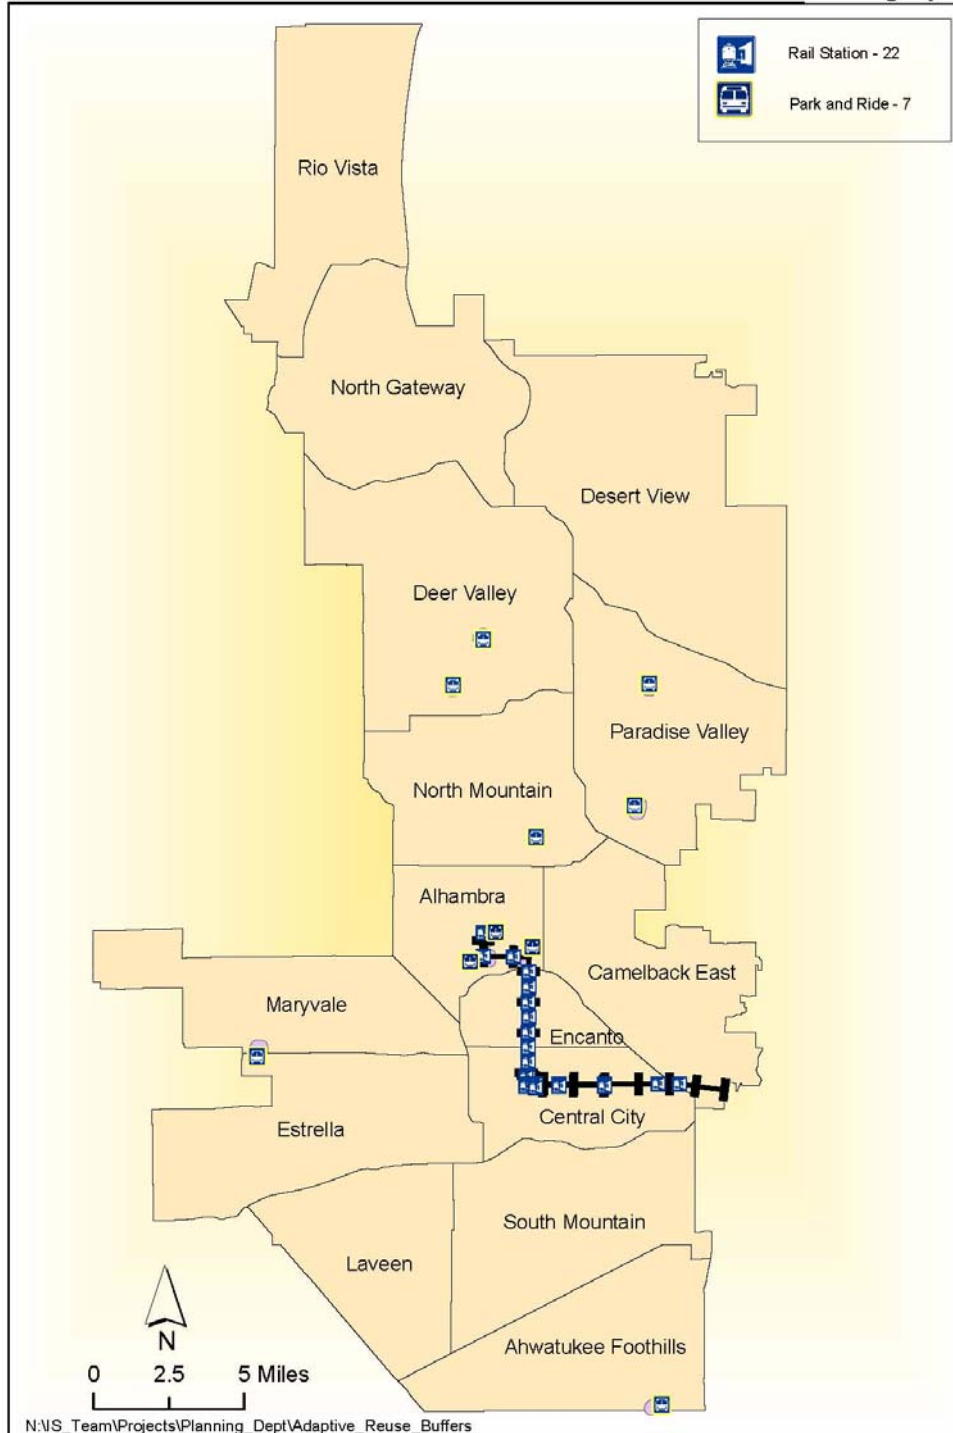 Rail Station - 22
Park and Ride - 7
Rio Vista
North Gateway
Desert View
Deer Valley
Paradise Valley
North Mountain
Alhambra
Camelback East
Maryvale
Encanto
Central City
Estrella
South Mountain
Laveen
Ahwatukee Foothills
N
0 2.5 5 Miles
N:\IS_Team\Projects\Planning_Dept\Adaptive_Reuse_Buffers